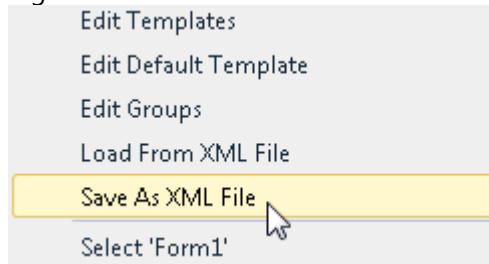 Edit Templates
Edit Default Template
Edit Groups
Load From XML File
Save As XML File
Select 'Form1'